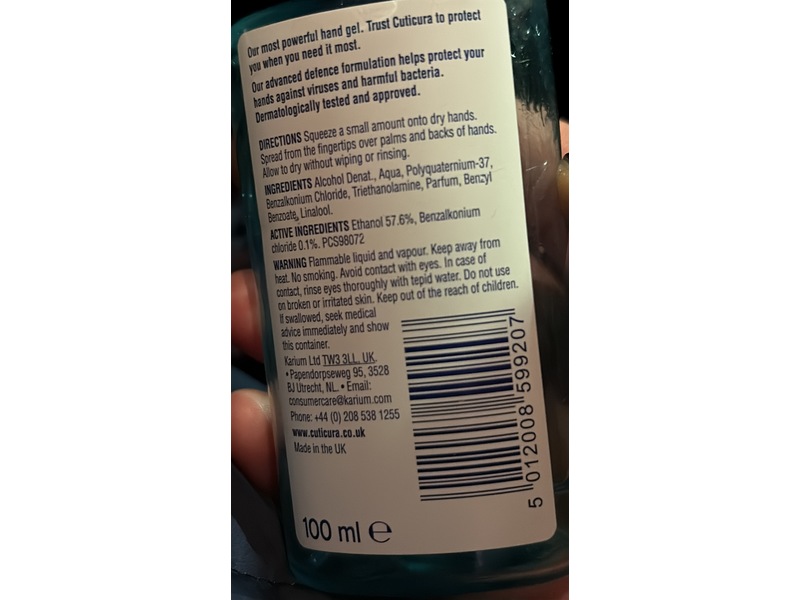 Our most powerful hand gel. Trust Cuticura to protect
you when you need it most.
Our advanced defence formulation helps protect your
hands against viruses and harmful bacteria.
Dermatologically tested and approved.
DIRECTIONS Squeeze a small amount onto dry hands.
Spread from the fingertips over palms and backs of hands.
Allow to dry without wiping or rinsing.
INGREDIENTS Alcohol Denat., Aqua, Polyquaternium-37,
Benzalkonium Chloride, Triethanolamine, Parfum, Benzyl
Benzoate, Linalool.
ACTIVE INGREDIENTS Ethanol 57.6%, Benzalkonium
chloride 0.1%. PCS98072
WARNING Flammable liquid and vapour. Keep away from
heat. No smoking. Avoid contact with eyes. In case of
contact, rinse eyes thoroughly with tepid water. Do not use
on broken or irritated skin. Keep out of the reach of children.
If swallowed, seek medical
advice immediately and show
this container.
Karium Ltd TW3 3LL, UK.
• Papendorpseweg 95, 3528
BJ Utrecht, NL. • Email:
consumercare@karium.com
Phone: +44 (0) 208 538 1255
www.cuticura.co.uk
Made in the UK
5 012008 599207
100 ml ℮